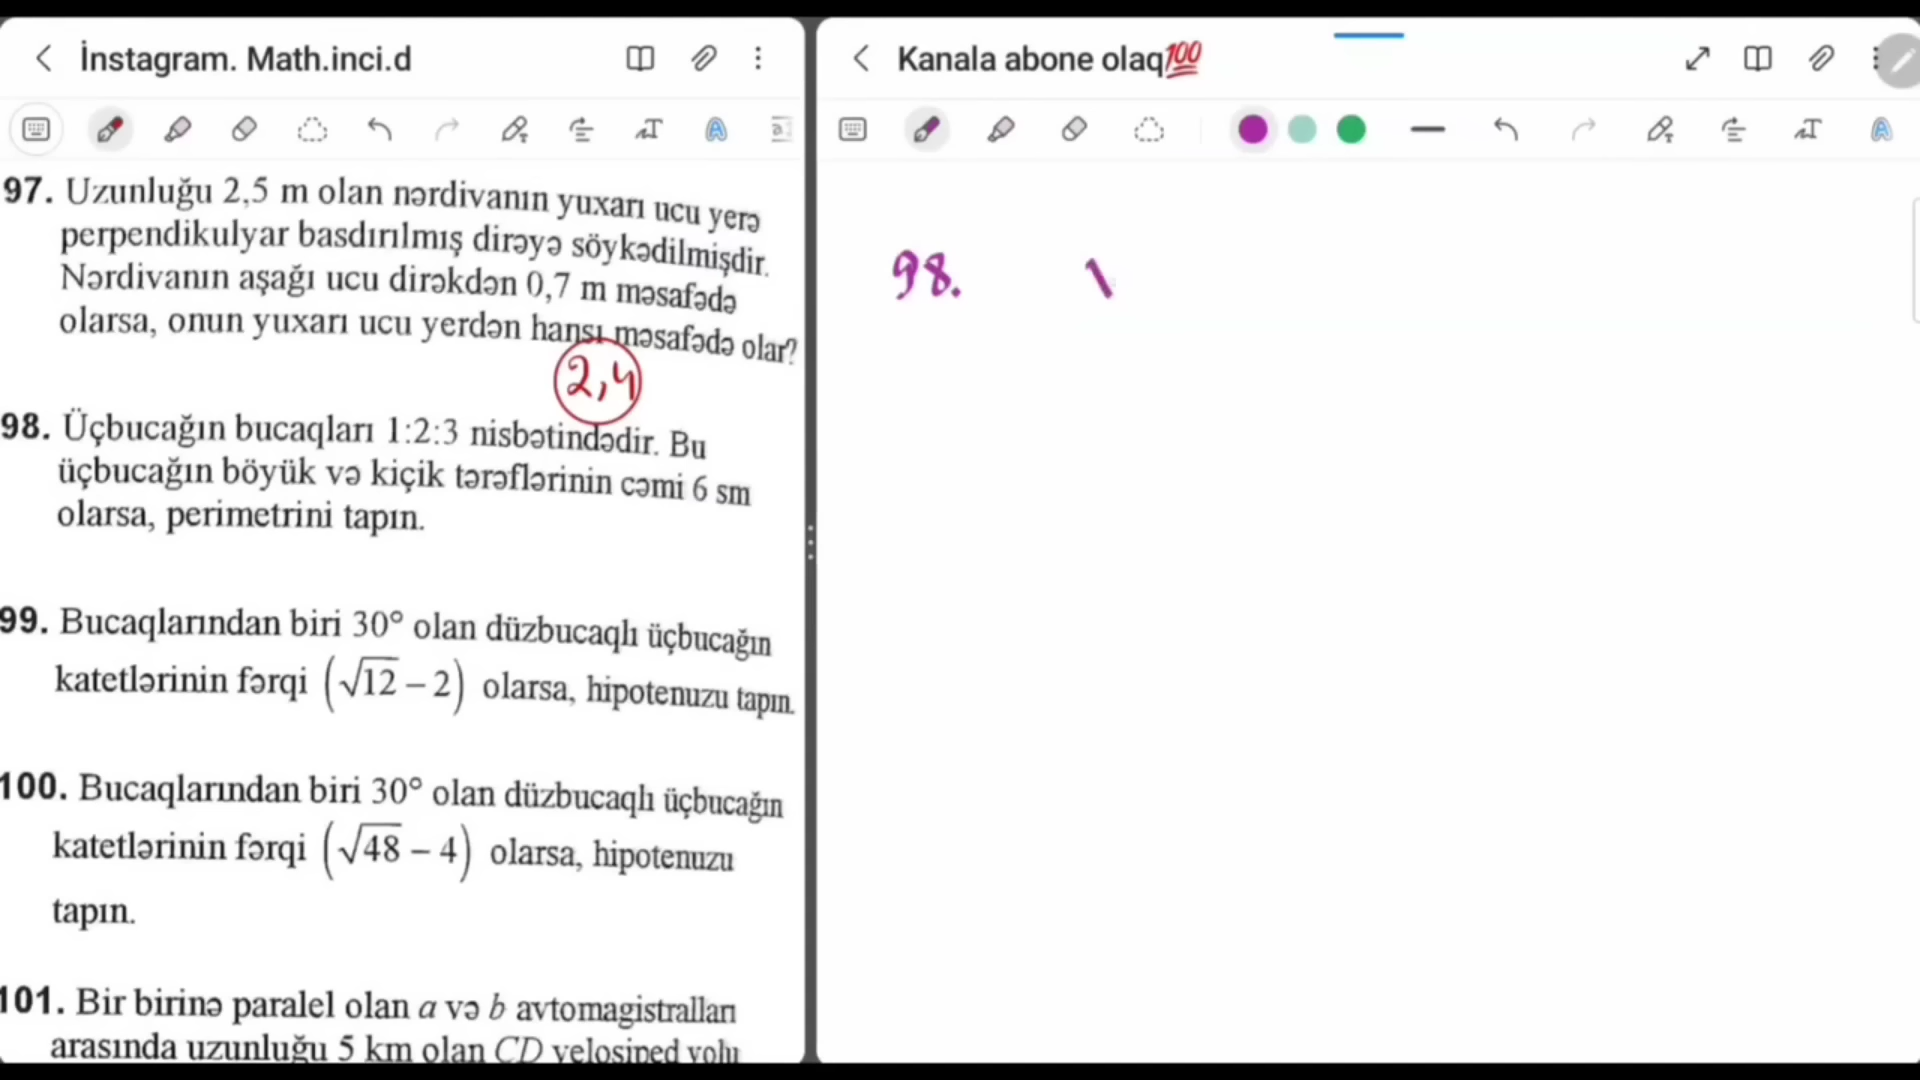 İnstagram. Math.inci.d
97. Uzunluğu 2,5 m olan nərdivanın yuxarı ucu yerə
perpendikulyar basdırılmış dirəyə söykədilmişdir.
Nərdivanın aşağı ucu dirəkdən 0,7 m məsafədə
olarsa, onun yuxarı ucu yerdən hansı məsafədə olar?
2,4
98. Üçbucağın bucaqları 1:2:3 nisbətindədir. Bu
üçbucağın böyük və kiçik tərəflərinin cəmi 6 sm
olarsa, perimetrini tapın.
99. Bucaqlarından biri 30° olan düzbucaqlı üçbucağın
katetlərinin fərqi (√12 – 2) olarsa, hipotenuzu tapın.
100. Bucaqlarından biri 30° olan düzbucaqlı üçbucağın
katetlərinin fərqi (√48 – 4) olarsa, hipotenuzu
tapın.
101. Bir birinə paralel olan a və b avtomagistralları
arasında uzunluğu 5 km olan CD velosiped yolu
Kanala abone olaq💯
98.